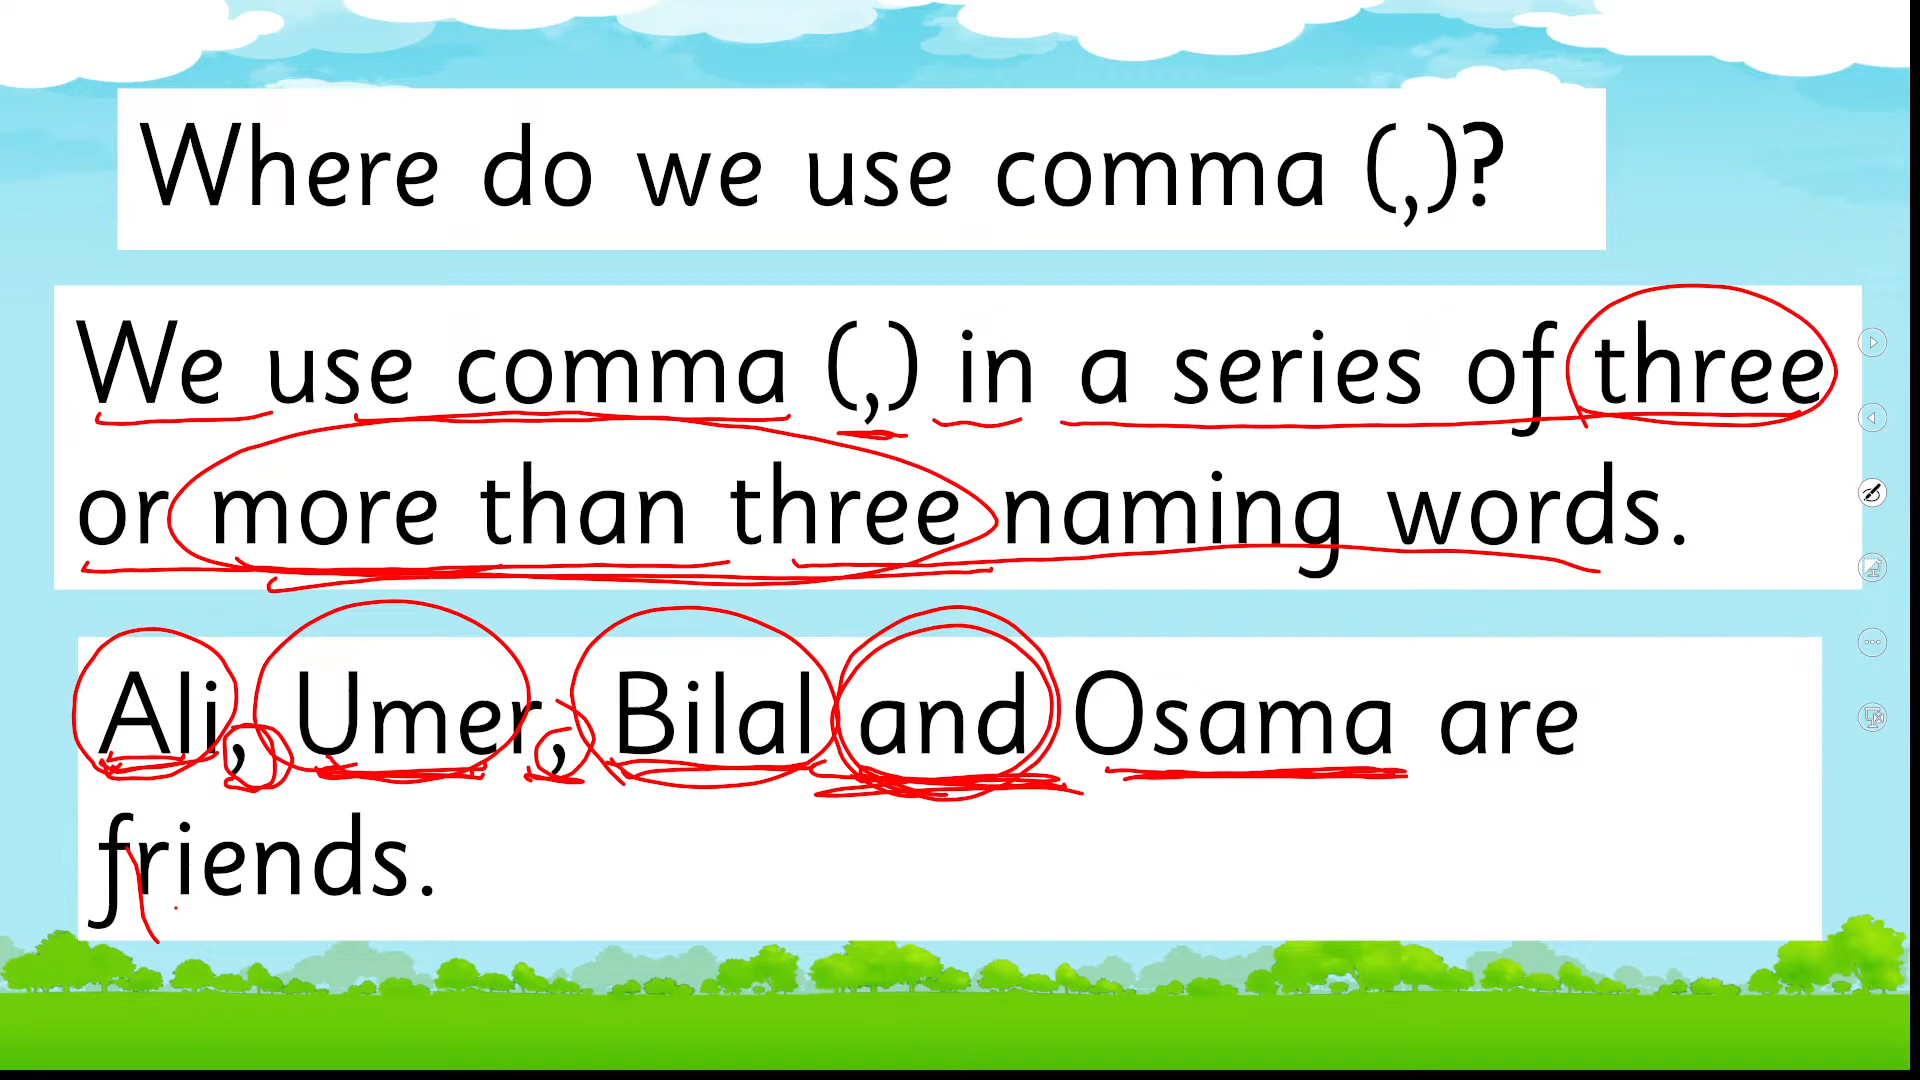 Where do we use comma (,)?
We use comma (,) in a series of three
or more than three naming words.
Ali, Umer, Bilal and Osama are
friends.